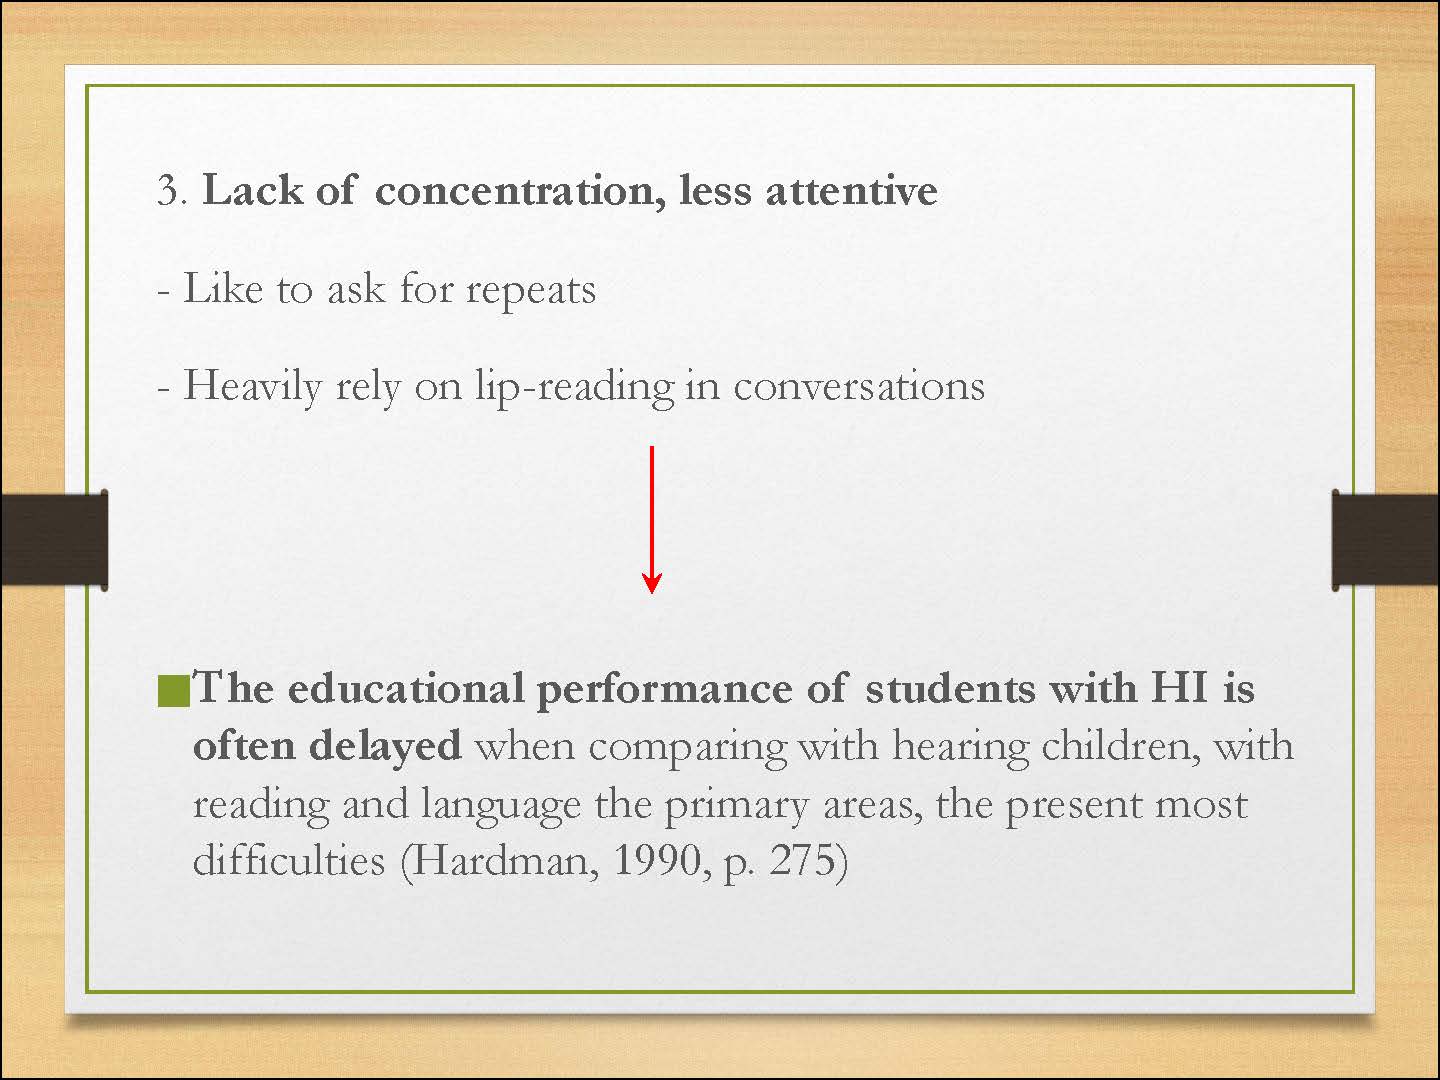 3. Lack of concentration, less attentive
- Like to ask for repeats
- Heavily rely on lip-reading in conversations
The educational performance of students with HI is
often delayed when comparing with hearing children, with
reading and language the primary areas, the present most
difficulties (Hardman, 1990, p. 275)